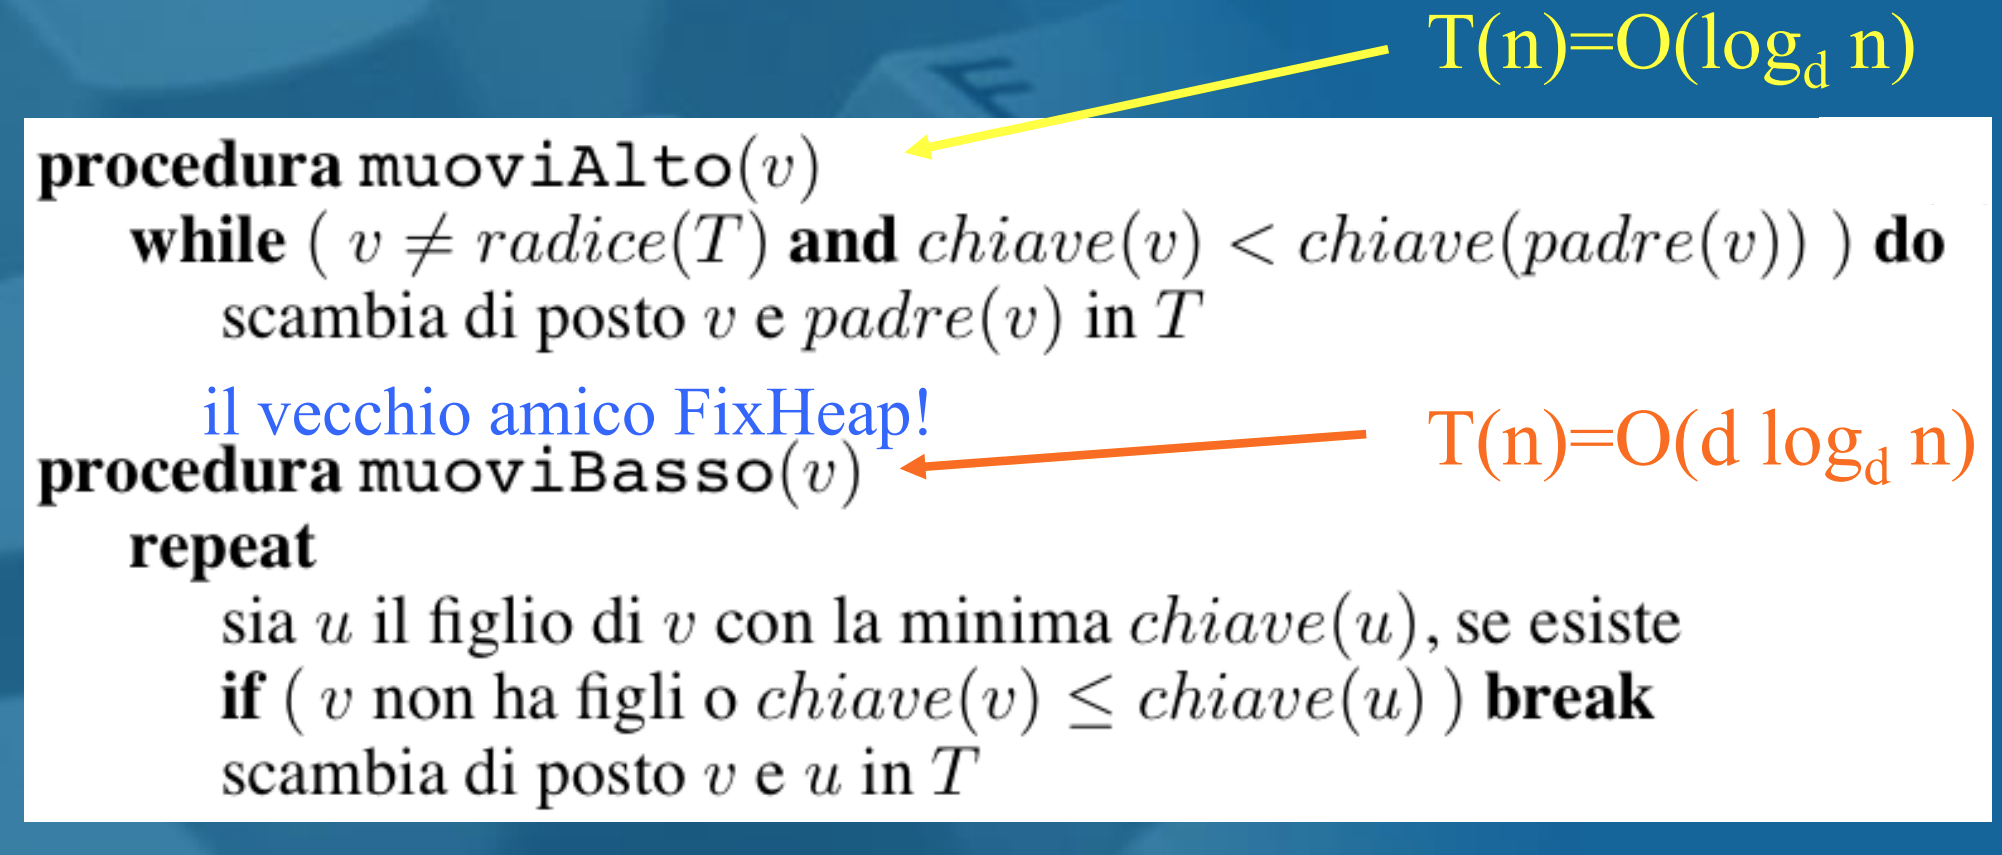 T(n)=O(log_d n)
procedura muoviAlto(v)
while ( v ≠ radice(T) and chiave(v) < chiave(padre(v)) ) do
scambia di posto v e padre(v) in T
il vecchio amico FixHeap!
T(n)=O(d log_d n)
procedura muoviBasso(v)
repeat
sia u il figlio di v con la minima chiave(u), se esiste
if ( v non ha figli o chiave(v) ≤ chiave(u) ) break
scambia di posto v e u in T